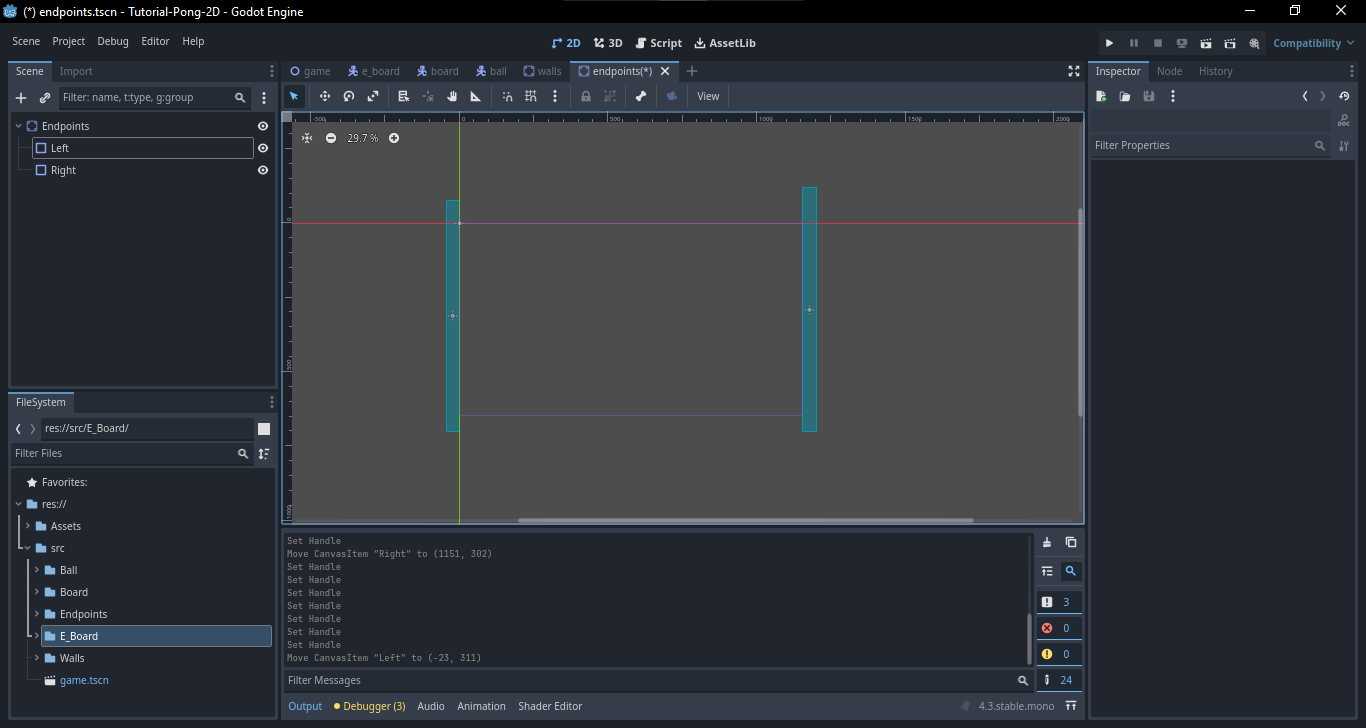 (*) endpoints.tscn - Tutorial-Pong-2D - Godot Engine
Scene Project Debug Editor Help
2D 3D Script AssetLib
Compatibility
Scene Import
game e_board board ball walls endpoints(*)
Inspector Node History
Filter: name, t:type, g:group
View
-500 0 500 1000 1500 2000
Endpoints
29.7 %
Filter Properties
Left
Right
0
500
1000
FileSystem
res://src/E_Board/
Filter Files
Favorites:
res://
Assets
src
Ball
Board
Endpoints
E_Board
Walls
game.tscn
Set Handle
Move CanvasItem "Right" to (1151, 302)
Set Handle
Set Handle
Set Handle
Set Handle
Set Handle
Set Handle
Set Handle
Move CanvasItem "Left" to (-23, 311)
3
0
0
24
Filter Messages
Output Debugger (3) Audio Animation Shader Editor
4.3.stable.mono